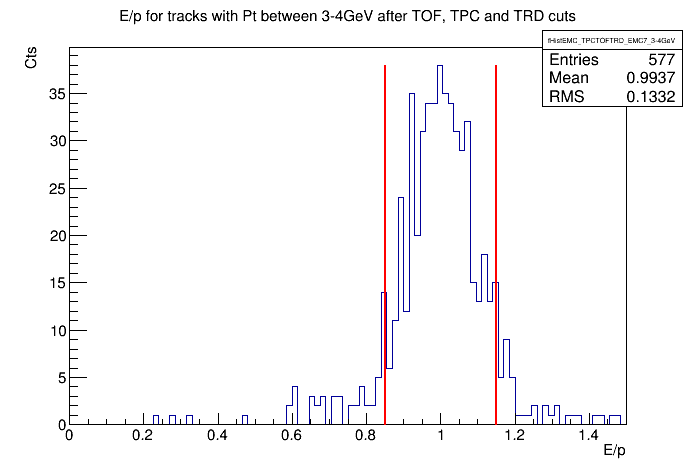 E/p for tracks with Pt between 3-4GeV after TOF, TPC and TRD cuts
fHistEMC_TPCTOFTRD_EMC7_3-4GeV
Entries 577
Mean 0.9937
RMS 0.1332
Cts
35
30
25
20
15
10
5
0
0 0.2 0.4 0.6 0.8 1 1.2 1.4
E/p